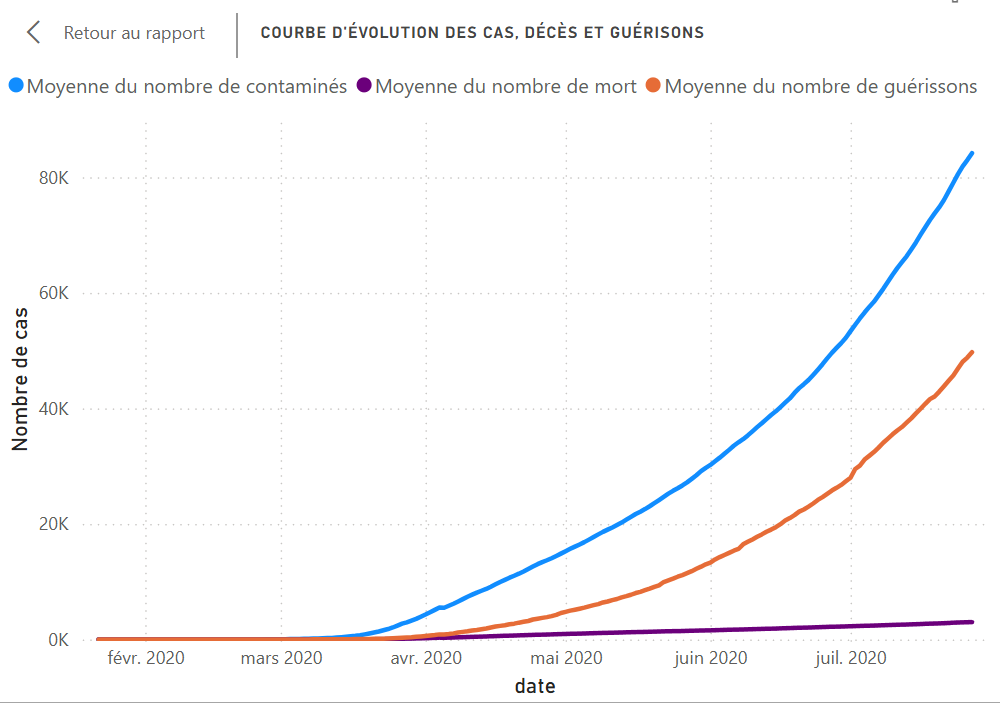 Retour au rapport
COURBE D'ÉVOLUTION DES CAS, DÉCÈS ET GUÉRISONS
Moyenne du nombre de contaminés Moyenne du nombre de mort Moyenne du nombre de guérissons
80K
60K
40K
20K
0K
Nombre de cas
févr. 2020 mars 2020 avr. 2020 mai 2020 juin 2020 juil. 2020
date